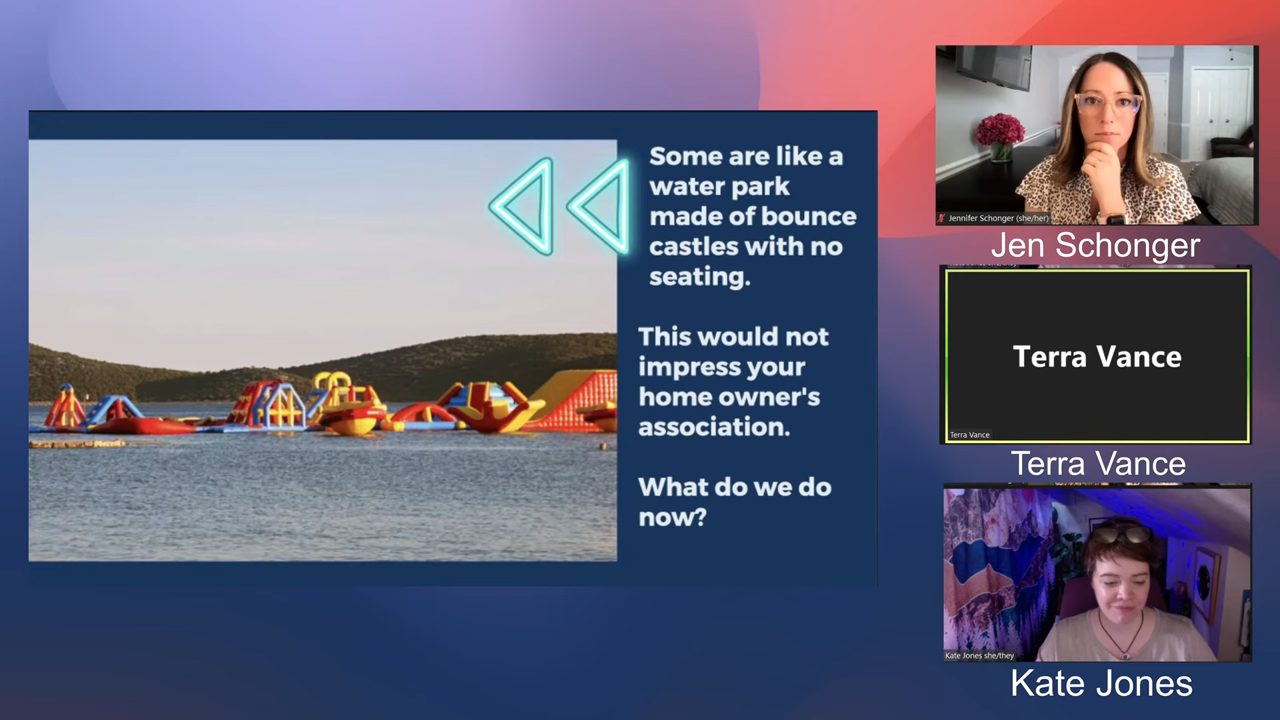 Some are like a
water park
made of bounce
castles with no
seating.
This would not
impress your
home owner's
association.
What do we do
now?
Jennifer Schonger (she/her)
Jen Schonger
Terra Vance
Terra Vance
Terra Vance
Kate Jones she/they
Kate Jones